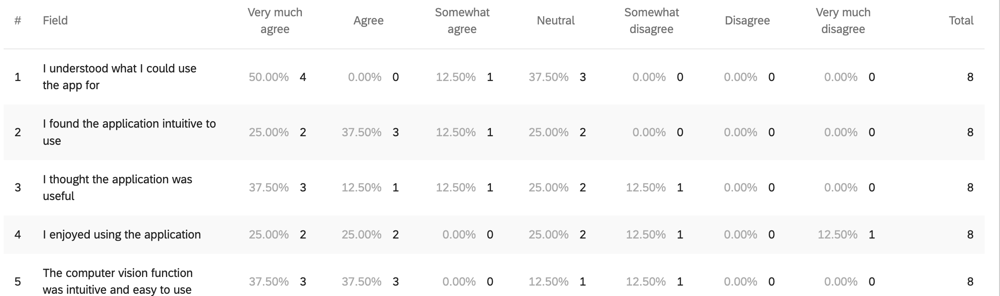 # Field Very much agree Agree Somewhat agree Neutral Somewhat disagree Disagree Very much disagree Total
1 I understood what I could use the app for 50.00% 4 0.00% 0 12.50% 1 37.50% 3 0.00% 0 0.00% 0 0.00% 0 8
2 I found the application intuitive to use 25.00% 2 37.50% 3 12.50% 1 25.00% 2 0.00% 0 0.00% 0 0.00% 0 8
3 I thought the application was useful 37.50% 3 12.50% 1 12.50% 1 25.00% 2 12.50% 1 0.00% 0 0.00% 0 8
4 I enjoyed using the application 25.00% 2 25.00% 2 0.00% 0 25.00% 2 12.50% 1 0.00% 0 12.50% 1 8
5 The computer vision function was intuitive and easy to use 37.50% 3 37.50% 3 0.00% 0 12.50% 1 12.50% 1 0.00% 0 0.00% 0 8